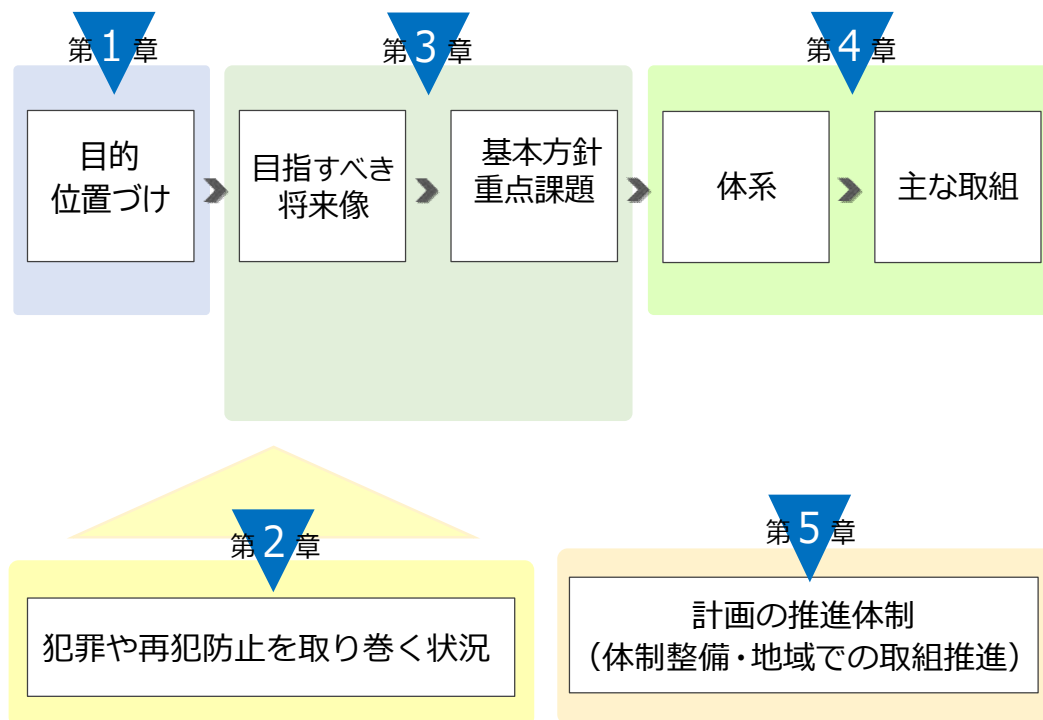 第1章
目的
位置づけ
第3章
目指すべき
将来像
基本方針
重点課題
第4章
体系
主な取組
第2章
犯罪や再犯防止を取り巻く状況
第5章
計画の推進体制
（体制整備・地域での取組推進）